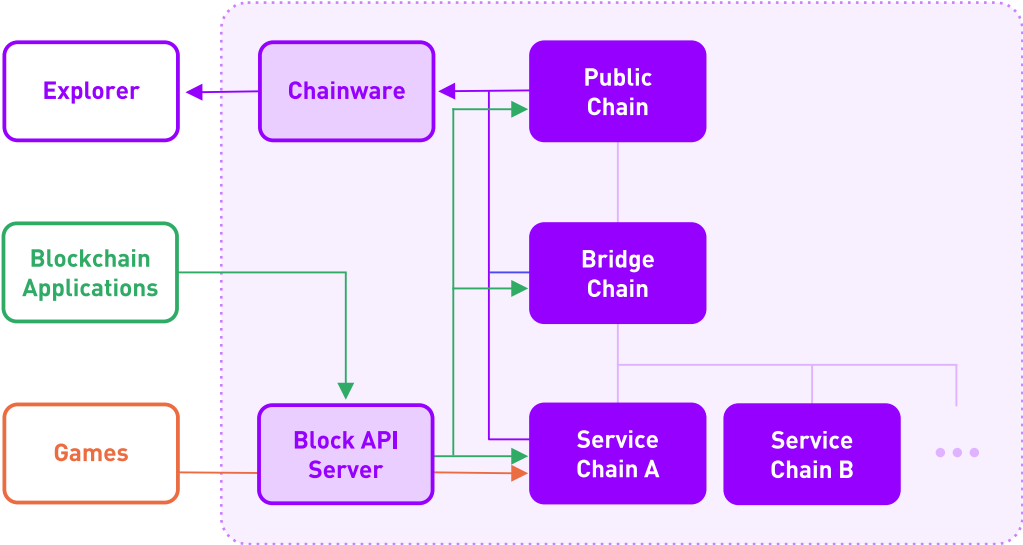 Explorer
Chainware
Public
Chain
Blockchain
Applications
Bridge
Chain
Games
Block API
Server
Service
Chain A
Service
Chain B